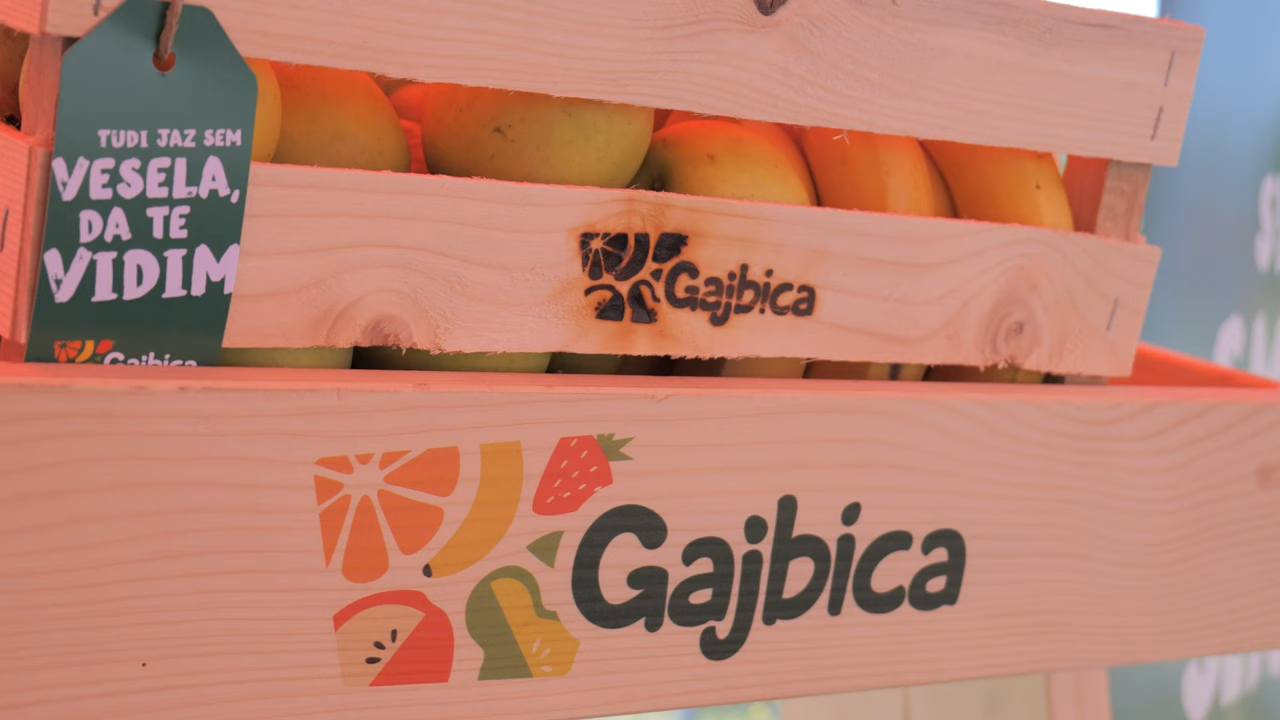 TUDI JAZ SEM
VESELA,
DA TE
VIDIM
Gajbica
Gajbica
Gajbica